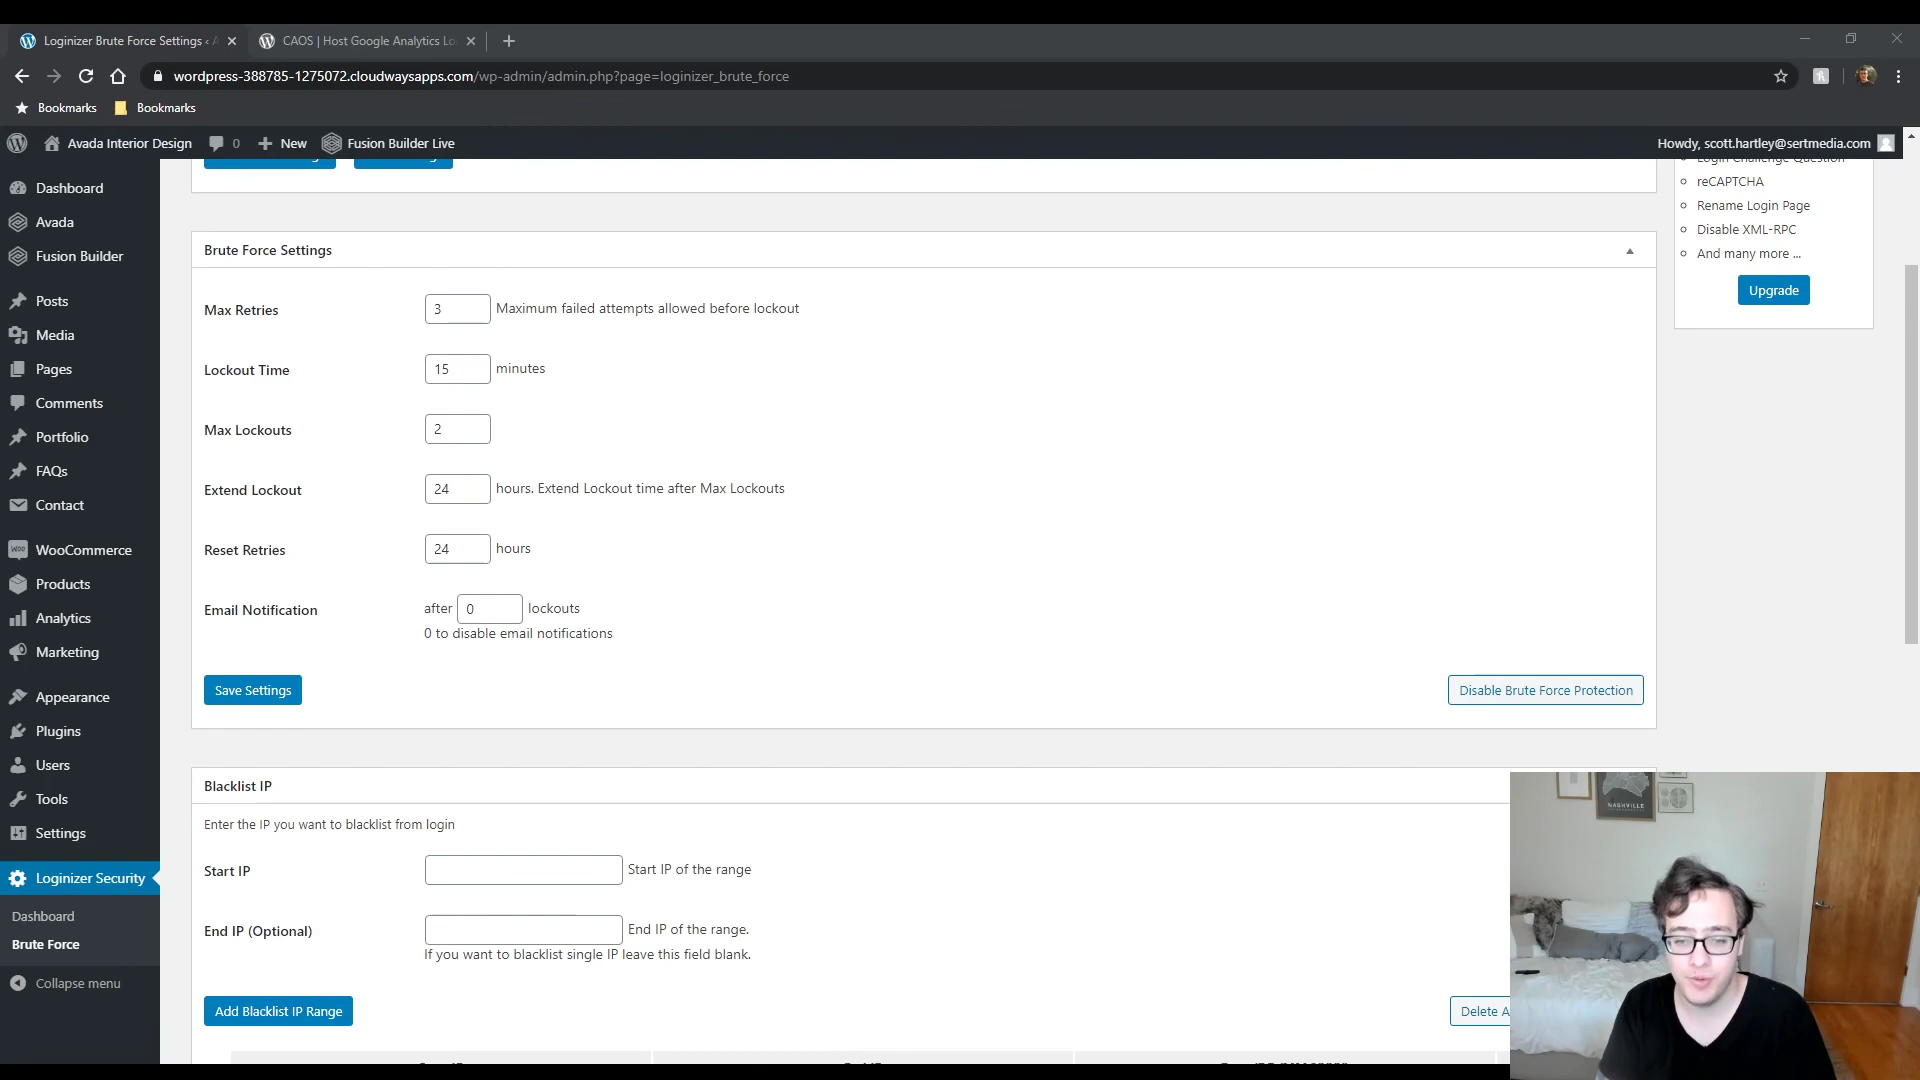 Loginizer Brute Force Settings ‹ A
CAOS | Host Google Analytics Lo
wordpress-388785-1275072.cloudwaysapps.com/wp-admin/admin.php?page=loginizer_brute_force
Bookmarks
Bookmarks
Avada Interior Design
0
New
Fusion Builder Live
Howdy, scott.hartley@sertmedia.com
Dashboard
Avada
Fusion Builder
Posts
Media
Pages
Comments
Portfolio
FAQs
Contact
WooCommerce
Products
Analytics
Marketing
Appearance
Plugins
Users
Tools
Settings
Loginizer Security
Dashboard
Brute Force
Collapse menu
Login Challenge Question
reCAPTCHA
Rename Login Page
Disable XML-RPC
And many more ...
Upgrade
Brute Force Settings
Max Retries
3
Maximum failed attempts allowed before lockout
Lockout Time
15
minutes
Max Lockouts
2
Extend Lockout
24
hours. Extend Lockout time after Max Lockouts
Reset Retries
24
hours
Email Notification
after 0 lockouts
0 to disable email notifications
Save Settings
Disable Brute Force Protection
Blacklist IP
Enter the IP you want to blacklist from login
Start IP
Start IP of the range
End IP (Optional)
End IP of the range.
If you want to blacklist single IP leave this field blank.
Add Blacklist IP Range
Delete A
NASHVILLE